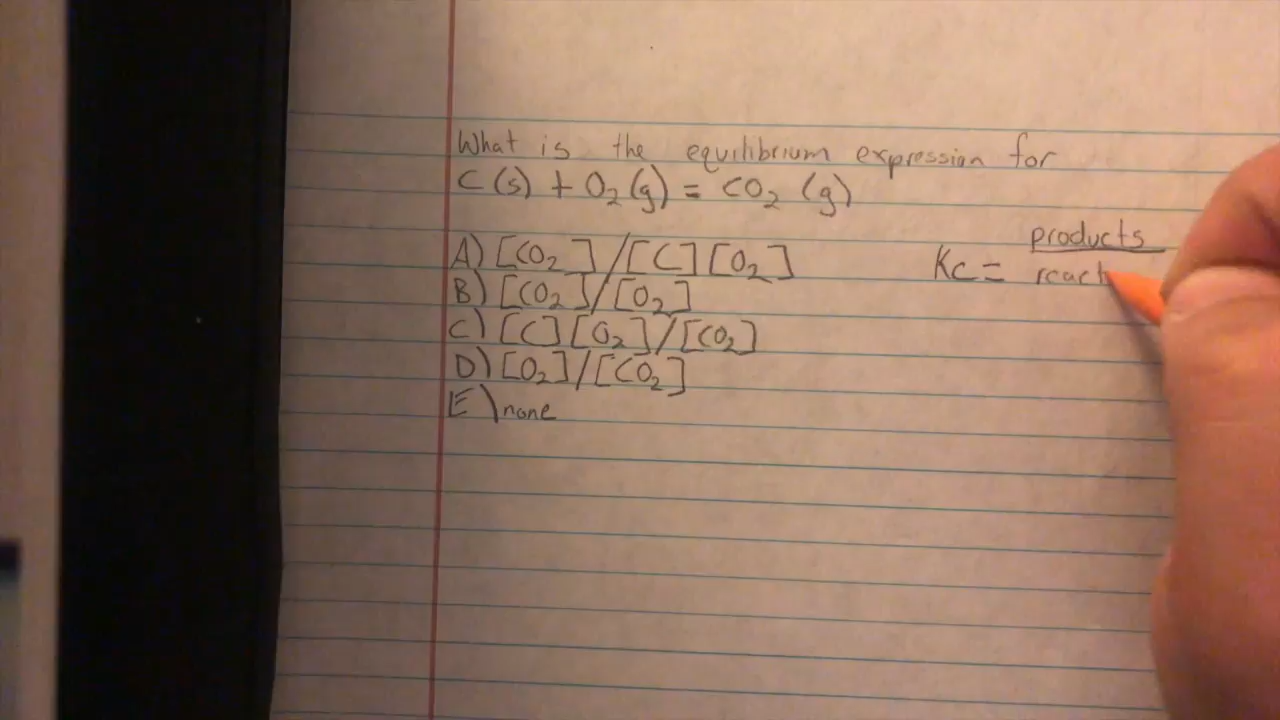 What is the equilibrium expression for
C (s) + O₂ (g) = CO₂ (g)
A) [CO₂] / [C] [O₂]
B) [CO₂] / [O₂]
C) [C] [O₂] / [CO₂]
D) [O₂] / [CO₂]
E) none
products
Kc = react